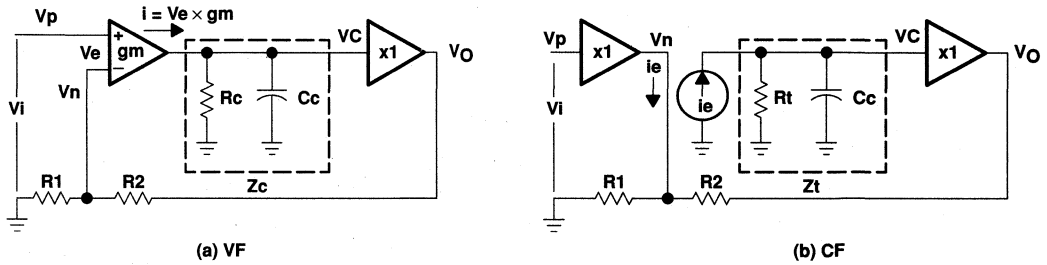 i = Ve × gm
Vp
+
Ve
gm
−
Vn
Vi
VC
x1
VO
Rc
Cc
Zc
R1
R2
(a) VF
Vp
x1
Vn
ie
ie
Vi
VC
x1
VO
Rt
Cc
Zt
R1
R2
(b) CF